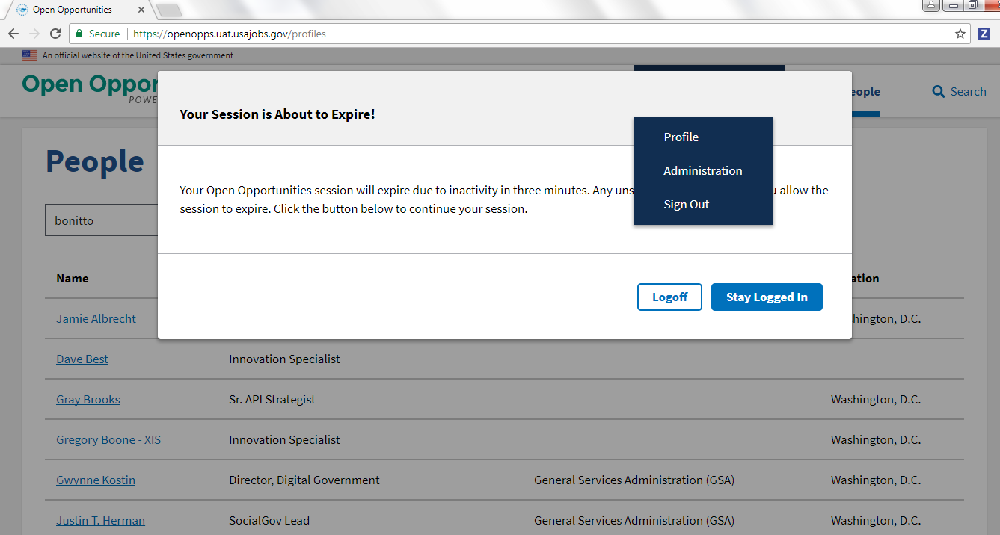 Open Opportunities
Secure https://openopps.uat.usajobs.gov/profiles
Z
An official website of the United States government
Open Oppor
POWE
eople
Search
Your Session is About to Expire!
Profile
Administration
Sign Out
People
Your Open Opportunities session will expire due to inactivity in three minutes. Any uns u allow the
session to expire. Click the button below to continue your session.
bonitto
Logoff Stay Logged In
Name ation
Jamie Albrecht hington, D.C.
Dave Best Innovation Specialist
Gray Brooks Sr. API Strategist Washington, D.C.
Gregory Boone - XIS Innovation Specialist Washington, D.C.
Gwynne Kostin Director, Digital Government General Services Administration (GSA) Washington, D.C.
Justin T. Herman SocialGov Lead General Services Administration (GSA) Washington, D.C.